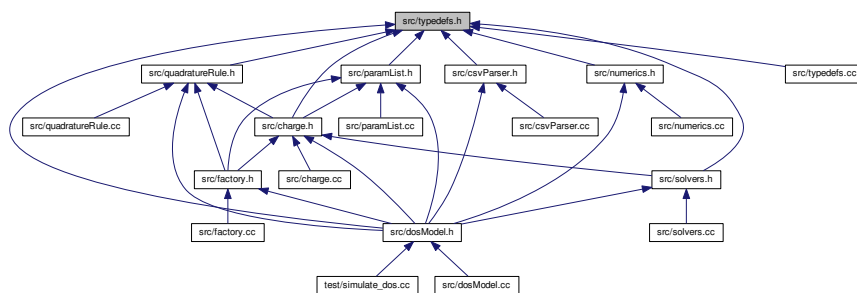 src/typedefs.h
src/quadratureRule.h
src/paramList.h
src/csvParser.h
src/numerics.h
src/typedefs.cc
src/quadratureRule.cc
src/charge.h
src/paramList.cc
src/csvParser.cc
src/numerics.cc
src/factory.h
src/charge.cc
src/solvers.h
src/factory.cc
src/dosModel.h
src/solvers.cc
test/simulate_dos.cc
src/dosModel.cc